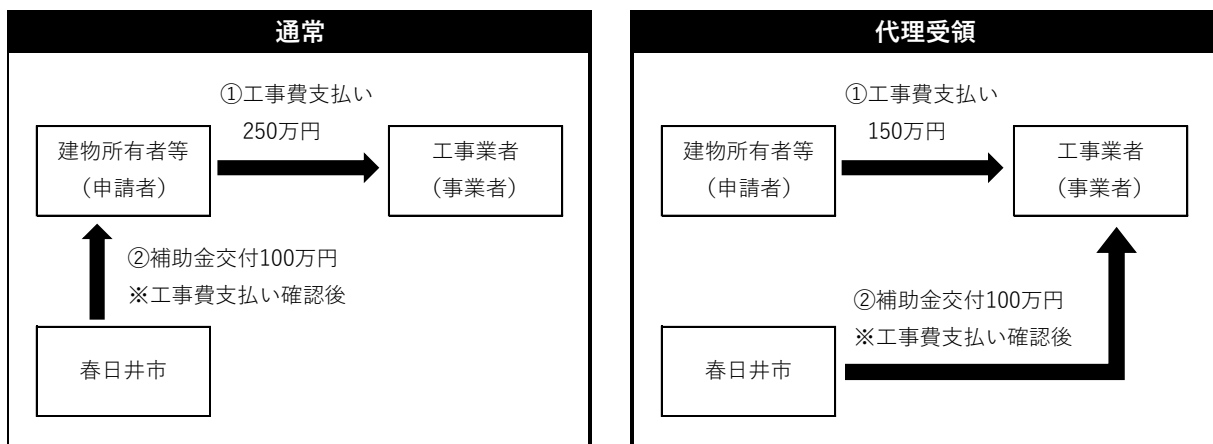 通常
①工事費支払い
250万円
建物所有者等
（申請者）
工事業者
（事業者）
②補助金交付100万円
※工事費支払い確認後
春日井市
代理受領
①工事費支払い
150万円
建物所有者等
（申請者）
工事業者
（事業者）
②補助金交付100万円
※工事費支払い確認後
春日井市